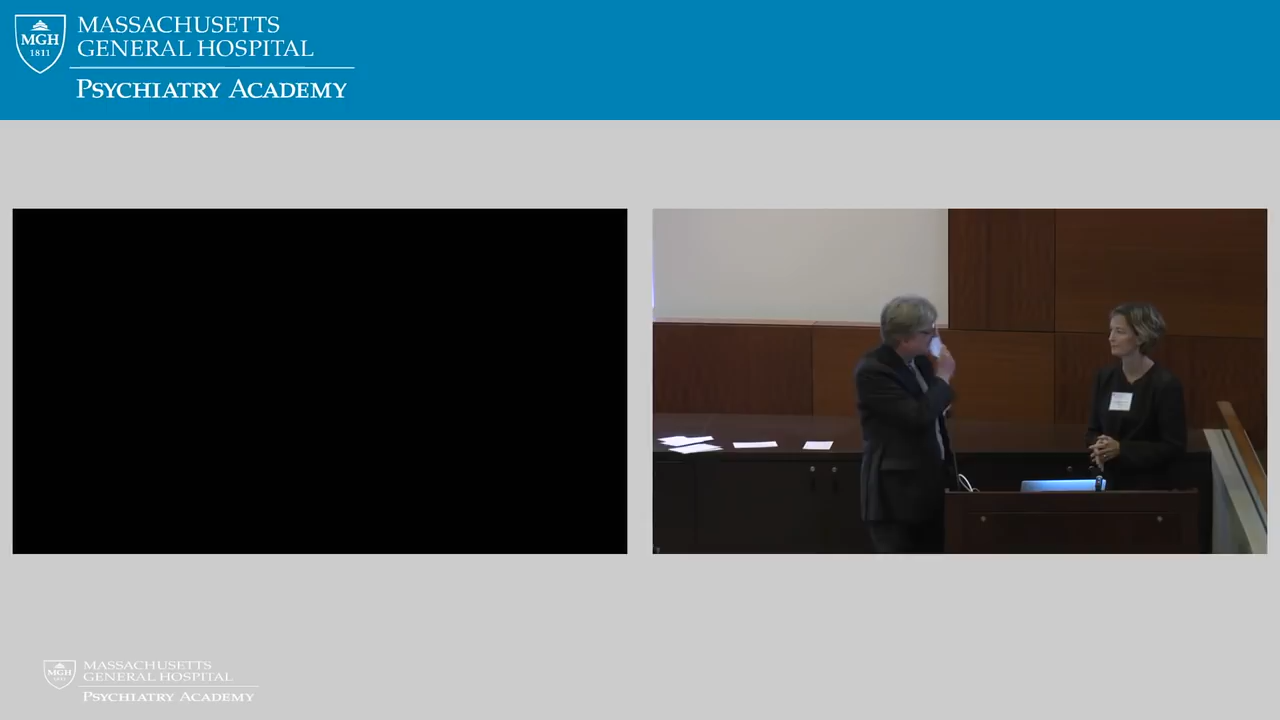 MASSACHUSETTS
GENERAL HOSPITAL
PSYCHIATRY ACADEMY
MGH
1811
MASSACHUSETTS
GENERAL HOSPITAL
PSYCHIATRY ACADEMY
MGH
1811